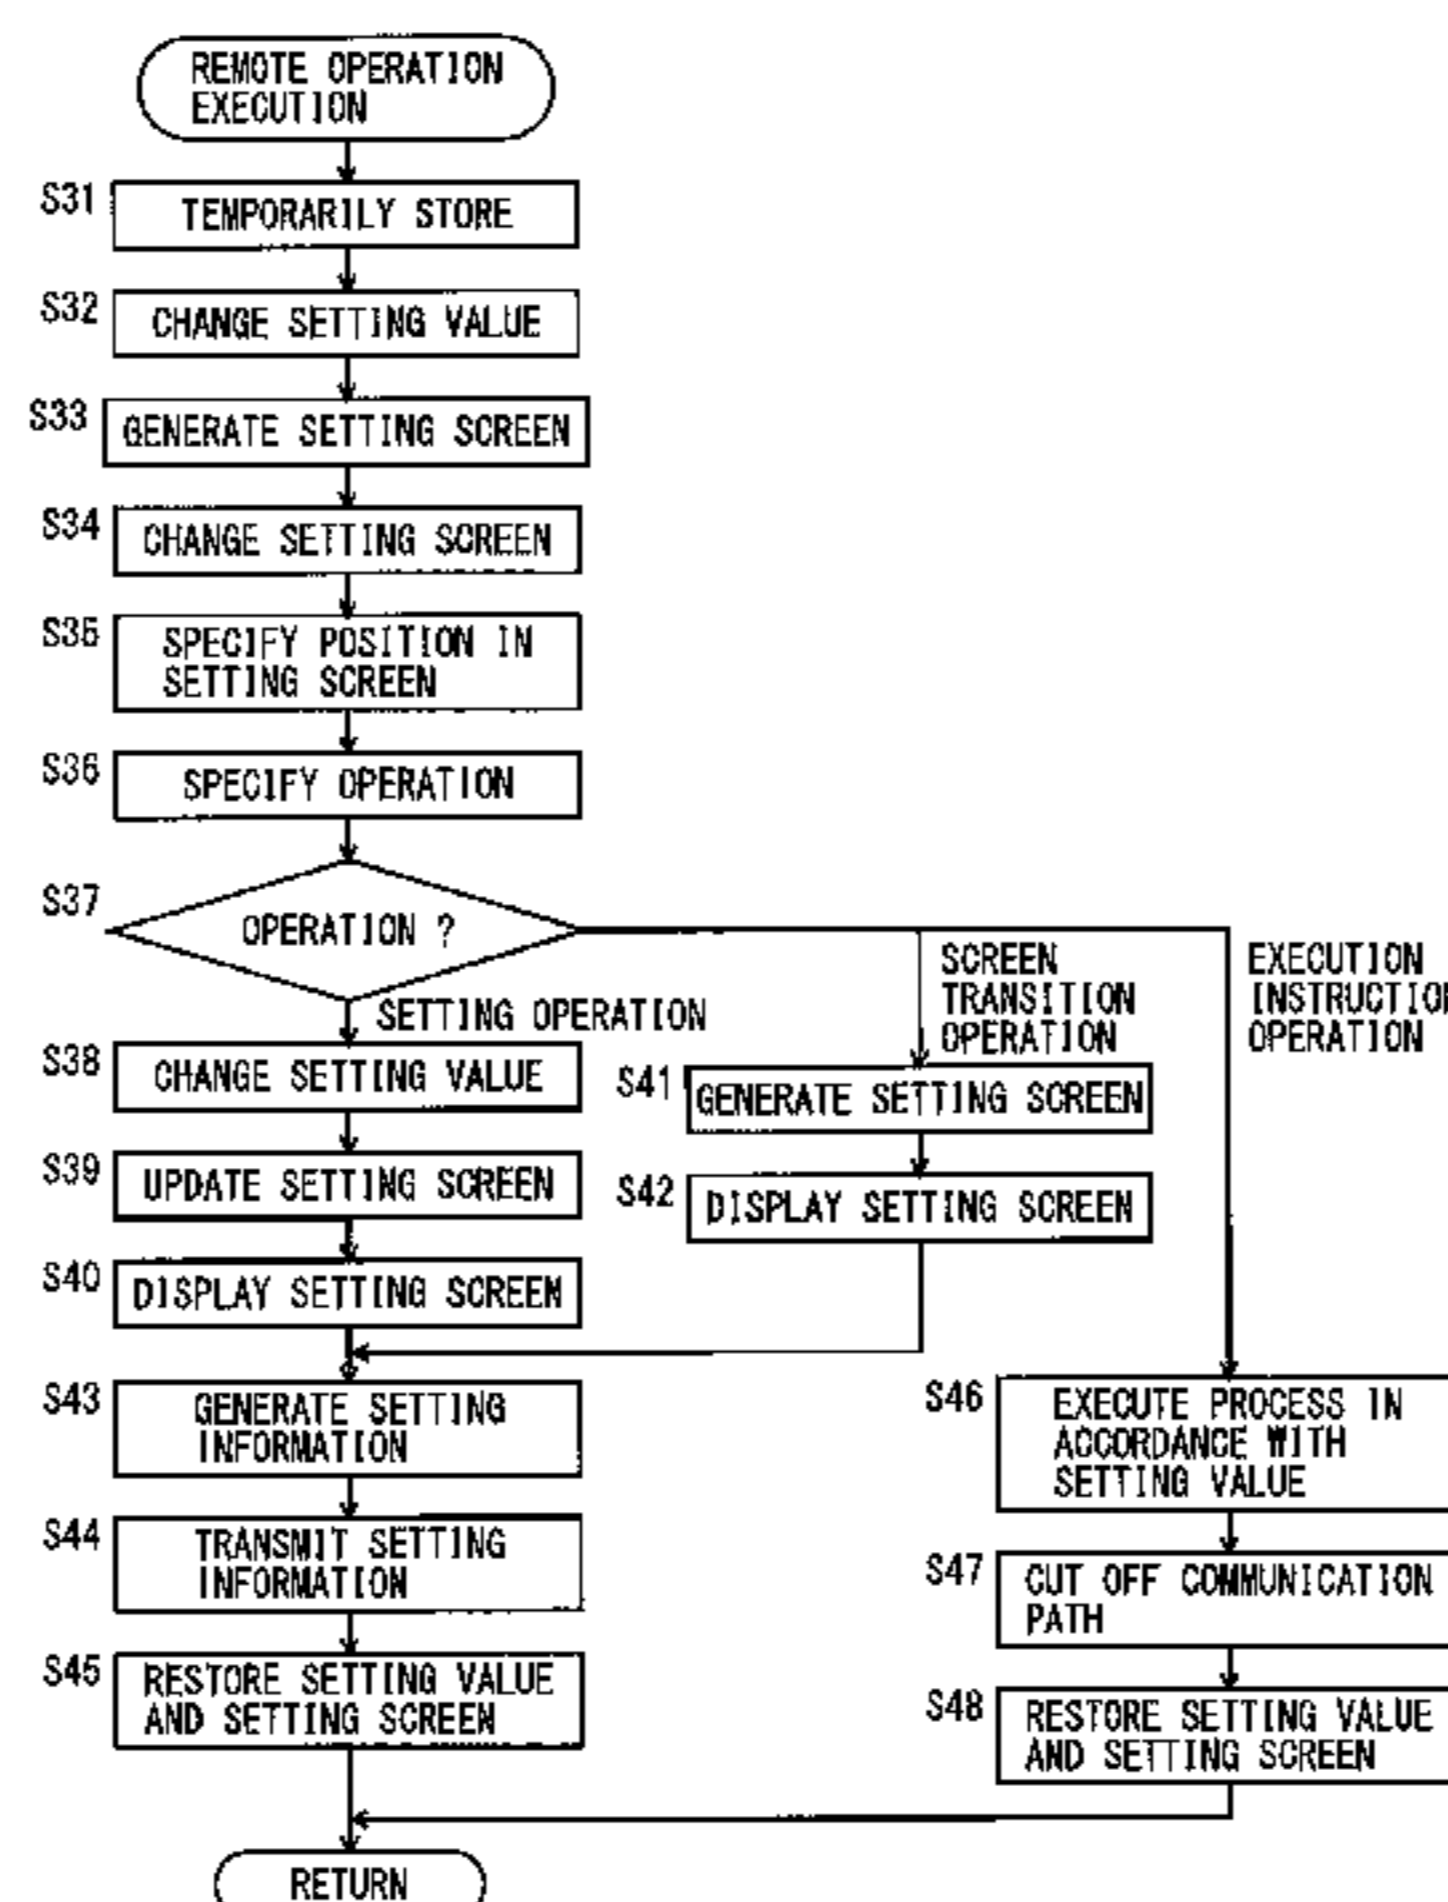 REMOTE OPERATION
EXECUTION
S31
TEMPORARILY STORE
S32
CHANGE SETTING VALUE
S33
GENERATE SETTING SCREEN
S34
CHANGE SETTING SCREEN
S35
SPECIFY POSITION IN
SETTING SCREEN
S36
SPECIFY OPERATION
S37
OPERATION ?
SETTING OPERATION
SCREEN
TRANSITION
OPERATION
EXECUTION
INSTRUCTION
OPERATION
S38
CHANGE SETTING VALUE
S39
UPDATE SETTING SCREEN
S40
DISPLAY SETTING SCREEN
S41
GENERATE SETTING SCREEN
S42
DISPLAY SETTING SCREEN
S43
GENERATE SETTING
INFORMATION
S44
TRANSMIT SETTING
INFORMATION
S45
RESTORE SETTING VALUE
AND SETTING SCREEN
S46
EXECUTE PROCESS IN
ACCORDANCE WITH
SETTING VALUE
S47
CUT OFF COMMUNICATION
PATH
S48
RESTORE SETTING VALUE
AND SETTING SCREEN
RETURN